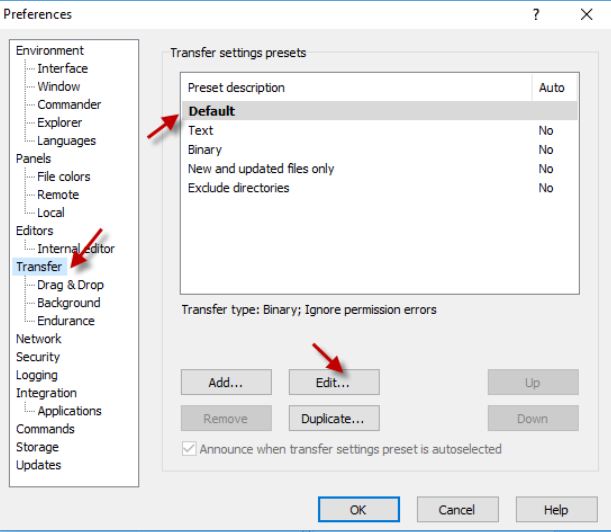 Preferences
?
Environment
Interface
Window
Commander
Explorer
Languages
Panels
File colors
Remote
Local
Editors
Internal editor
Transfer
Drag & Drop
Background
Endurance
Network
Security
Logging
Integration
Applications
Commands
Storage
Updates
Transfer settings presets
Preset description Auto
Default
Text No
Binary No
New and updated files only No
Exclude directories No
Transfer type: Binary; Ignore permission errors
Add... Edit... Up
Remove Duplicate... Down
Announce when transfer settings preset is autoselected
OK Cancel Help